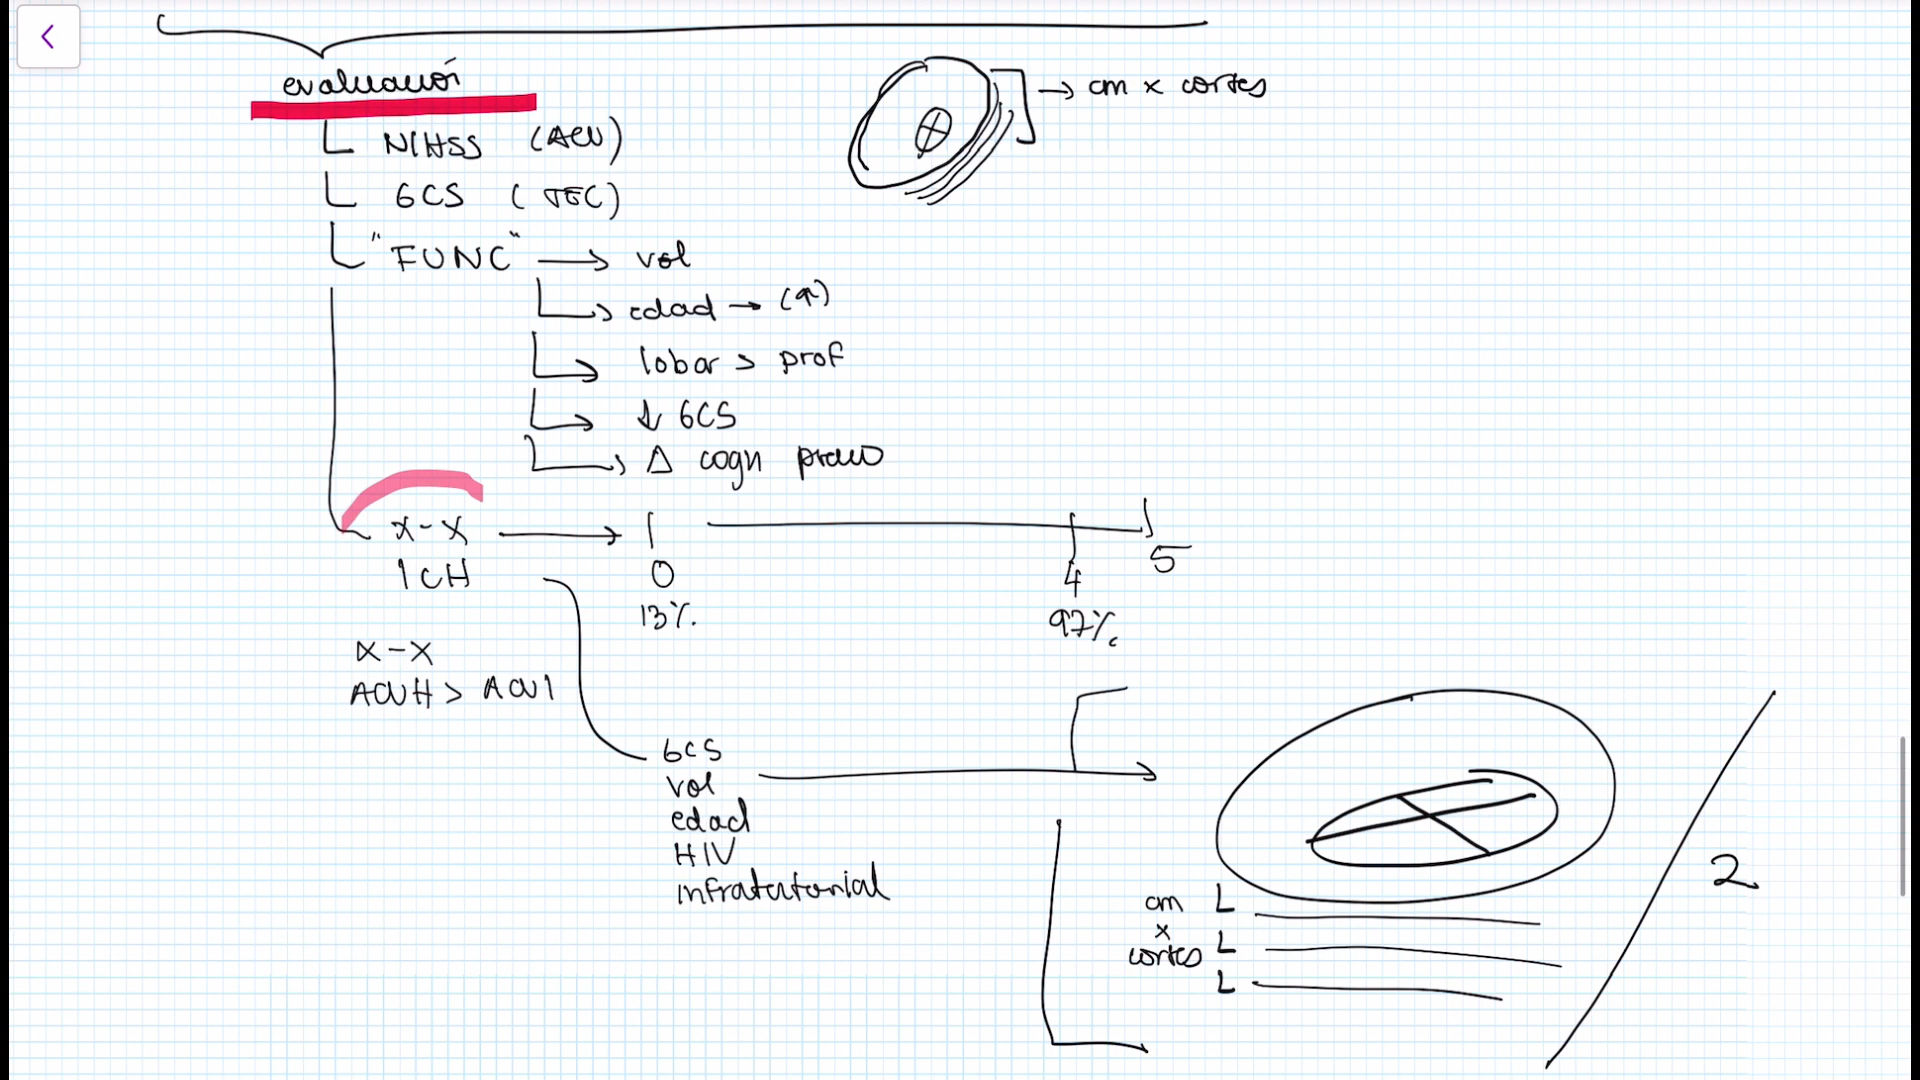 evaluación
→ cm x cortes
NIHSS (ACV)
GCS (TEC)
"FUNC" → vol
→ edad → (↑)
→ lobar > prof
→ ↓ GCS
→ Δ cogn previo
x-x →
ICH
0
4
5
13%.
97%
x-x
ACVH > ACVI
GCS
vol
edad
HIV
infratentorial
cm
x
cortes
2